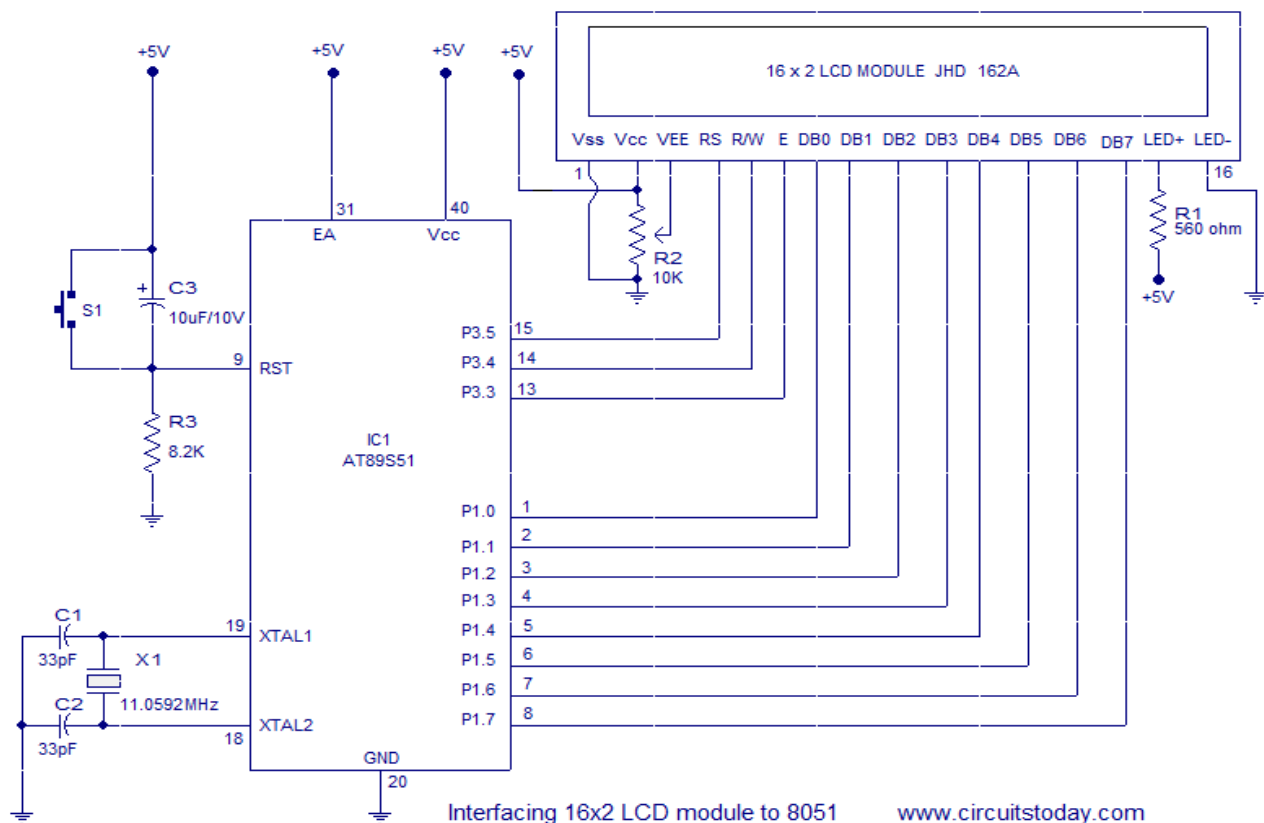 +5V
+5V
+5V
+5V
16 x 2 LCD MODULE JHD 162A
Vss Vcc VEE RS R/W E DB0 DB1 DB2 DB3 DB4 DB5 DB6 DB7 LED+ LED-
1
16
31
40
EA
Vcc
R2
10K
R1
560 ohm
+5V
S1
+
C3
10uF/10V
9
RST
R3
8.2K
IC1
AT89S51
P3.5
15
P3.4
14
P3.3
13
P1.0
1
P1.1
2
P1.2
3
P1.3
4
P1.4
5
P1.5
6
P1.6
7
P1.7
8
C1
33pF
19
XTAL1
X1
11.0592MHz
C2
33pF
18
XTAL2
GND
20
Interfacing 16x2 LCD module to 8051
www.circuitstoday.com